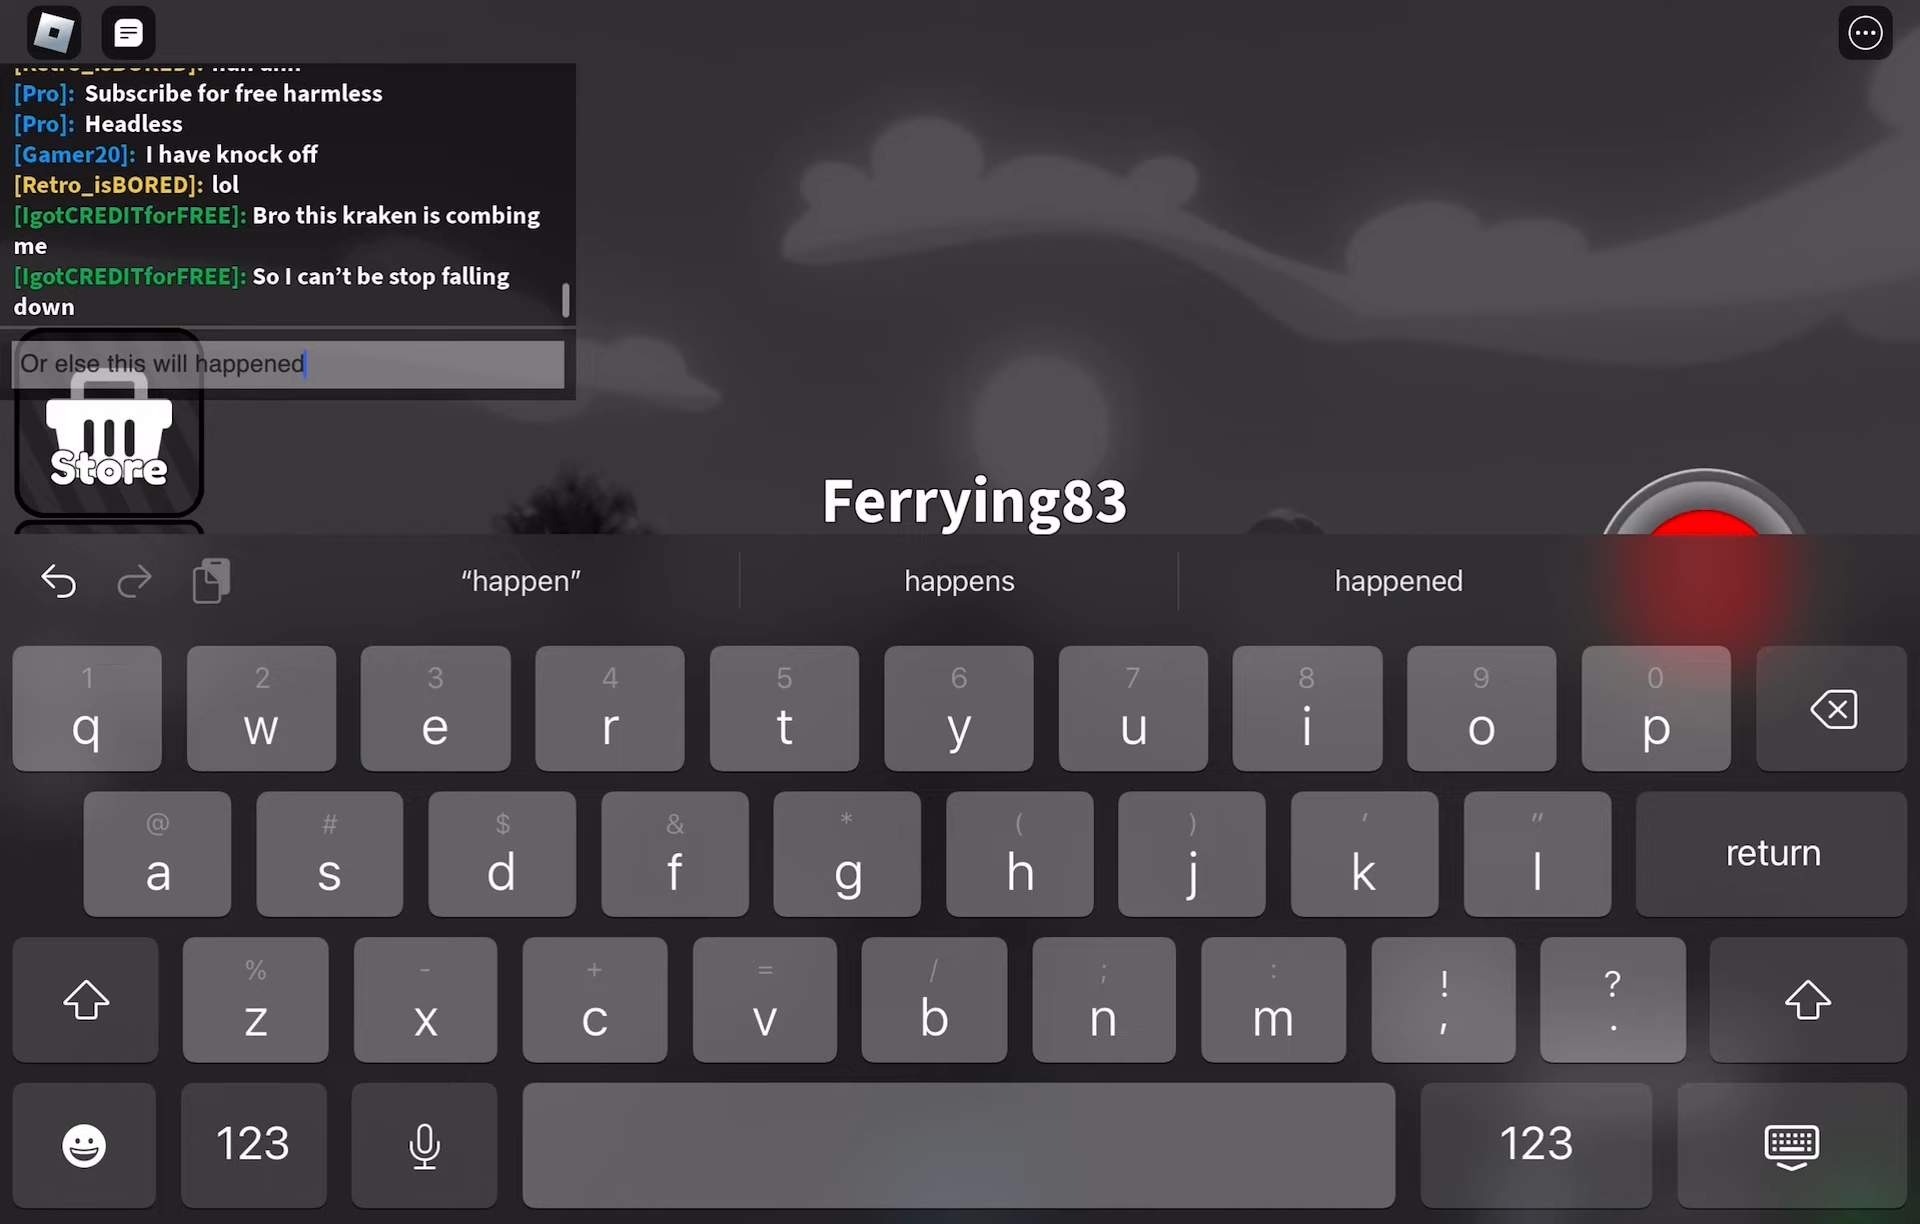 [Pro]: Subscribe for free harmless
[Pro]: Headless
[Gamer20]: I have knock off
[Retro_isBORED]: lol
[IgotCREDITforFREE]: Bro this kraken is combing
me
[IgotCREDITforFREE]: So I can't be stop falling
down
Or else this will happened
Store
Ferrying83
“happen” happens happened
1 2 3 4 5 6 7 8 9 0
q w e r t y u i o p
@ # $ & * ( ) ' "
a s d f g h j k l return
% - + = / ; : ! ?
z x c v b n m , .
123 123